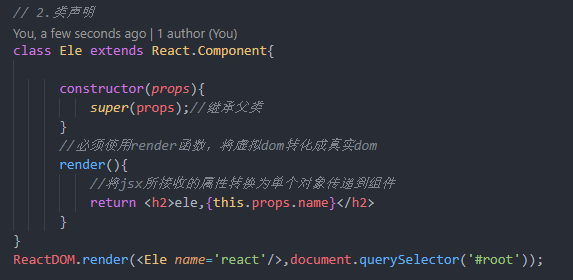 // 2.类声明
You, a few seconds ago | 1 author (You)
class Ele extends React.Component{
constructor(props){
super(props);//继承父类
}
//必须使用render函数，将虚拟dom转化成真实dom
render(){
//将jsx所接收的属性转换为单个对象传递到组件
return <h2>ele,{this.props.name}</h2>
}
}
ReactDOM.render(<Ele name='react'/>,document.querySelector('#root'));